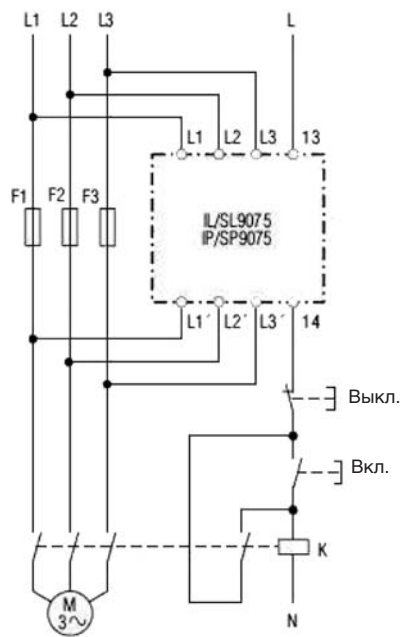 L1 L2 L3 L
L1 L2 L3 13
F1 F2 F3
IL/SL9075
IP/SP9075
L1´ L2´ L3´ 14
Выкл.
Вкл.
K
M
3~
N